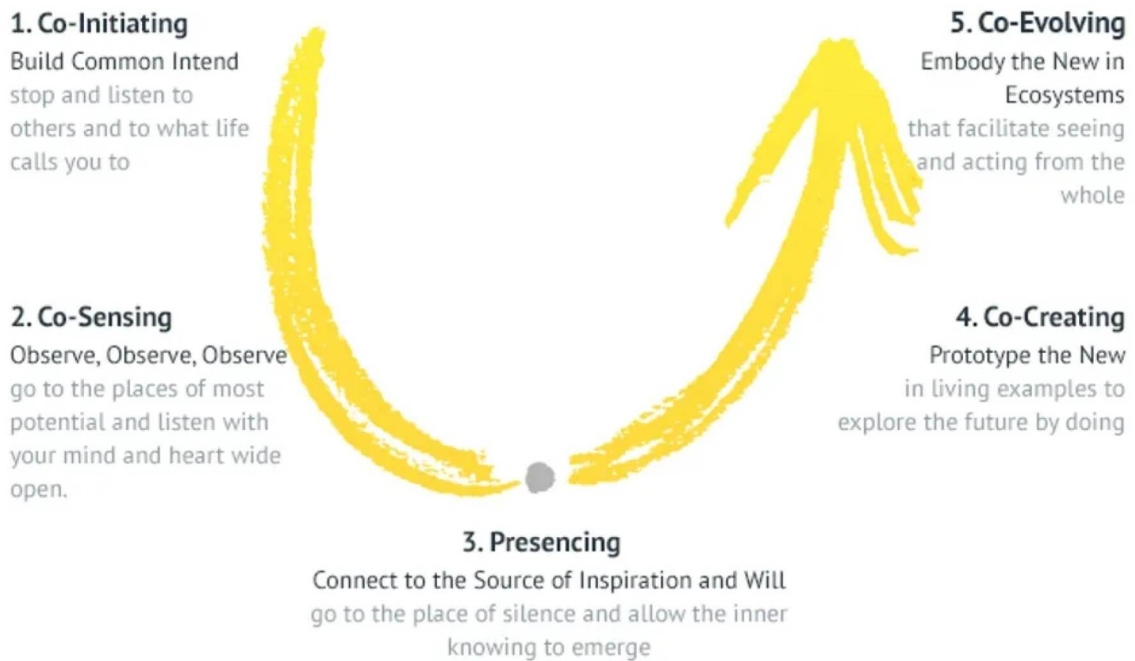 1. Co-Initiating
Build Common Intend
stop and listen to
others and to what life
calls you to
2. Co-Sensing
Observe, Observe, Observe
go to the places of most
potential and listen with
your mind and heart wide
open.
3. Presencing
Connect to the Source of Inspiration and Will
go to the place of silence and allow the inner
knowing to emerge
4. Co-Creating
Prototype the New
in living examples to
explore the future by doing
5. Co-Evolving
Embody the New in
Ecosystems
that facilitate seeing
and acting from the
whole